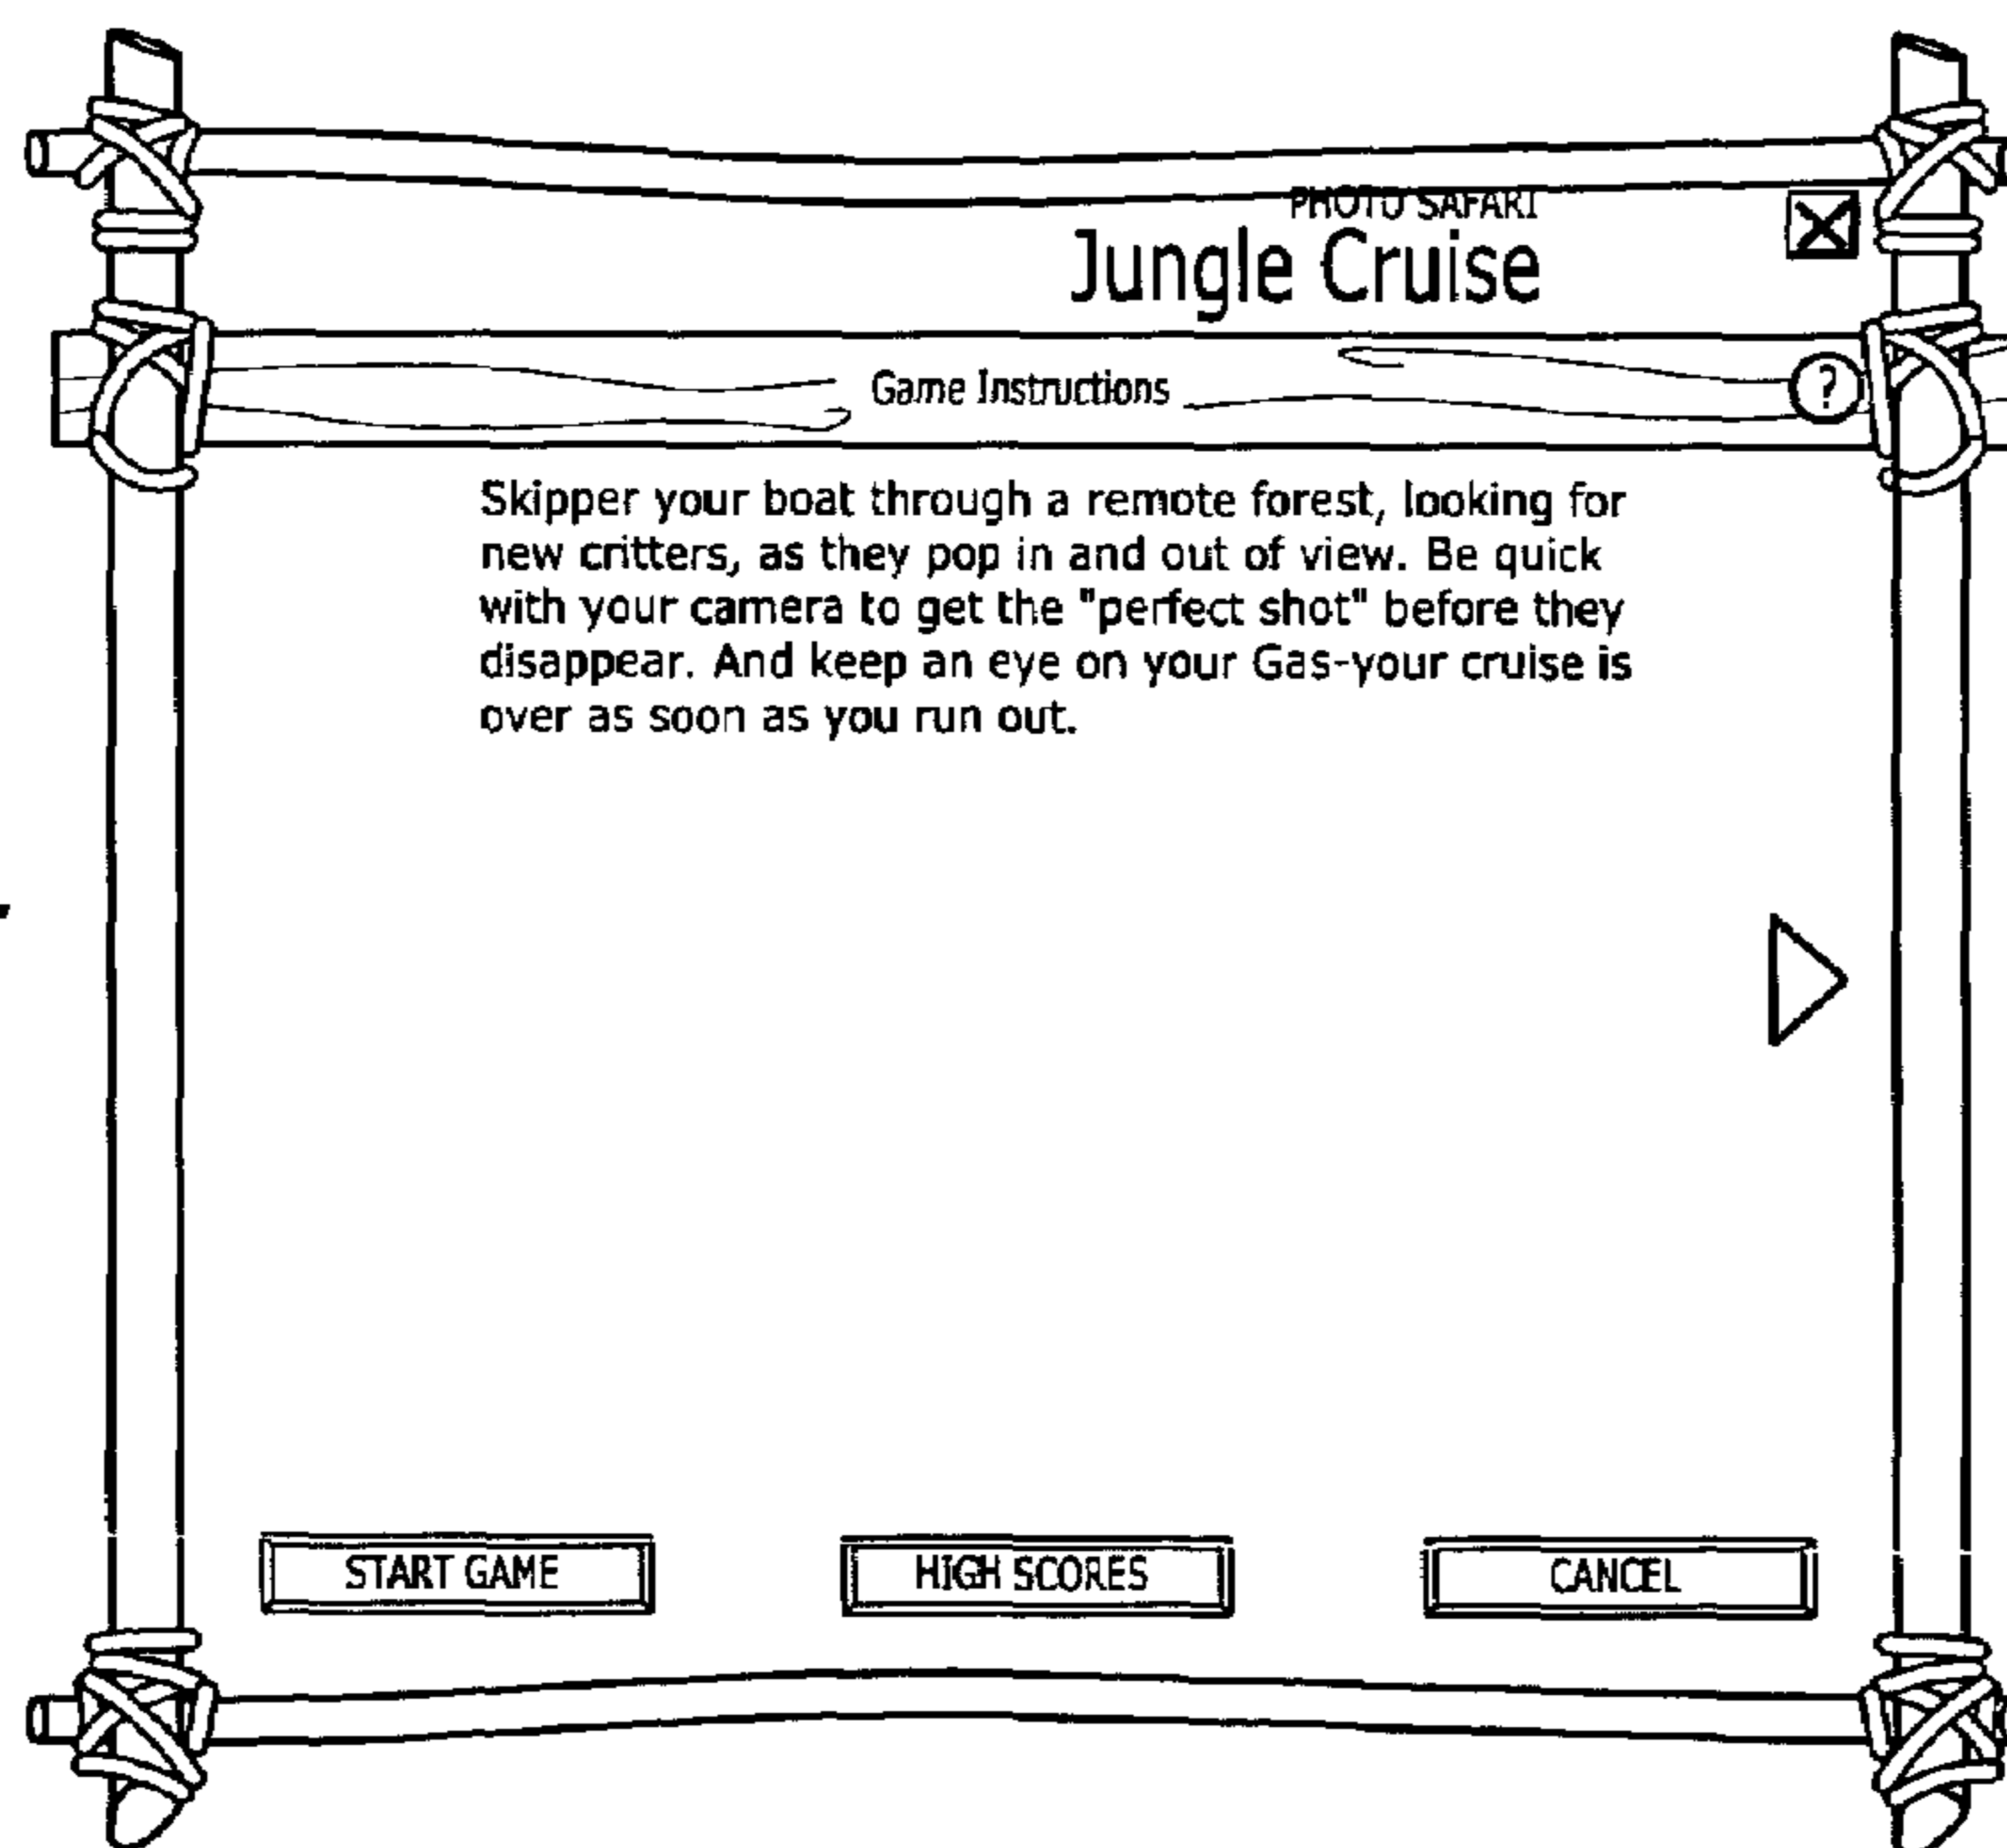 PHOTO SAFARI
Jungle Cruise
Game Instructions
?
Skipper your boat through a remote forest, looking for
new critters, as they pop in and out of view. Be quick
with your camera to get the "perfect shot" before they
disappear. And keep an eye on your Gas-your cruise is
over as soon as you run out.
START GAME
HIGH SCORES
CANCEL